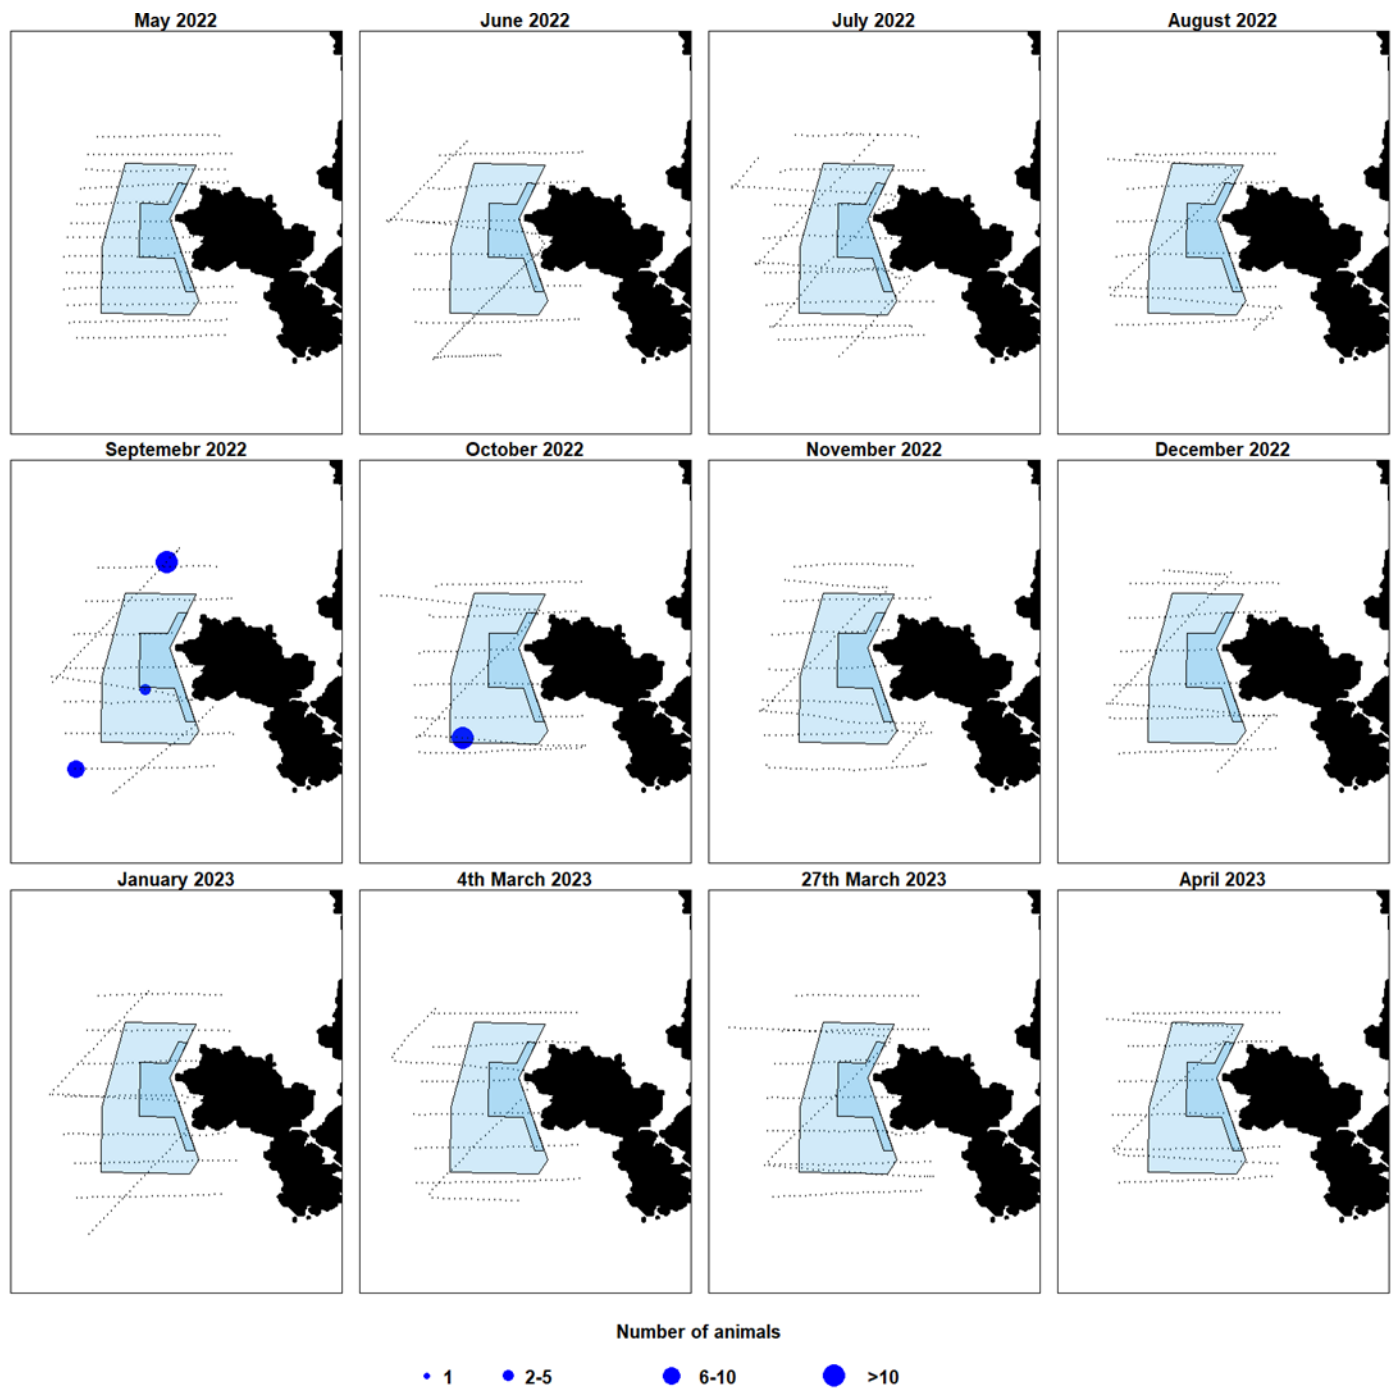 May 2022
June 2022
July 2022
August 2022
Septemebr 2022
October 2022
November 2022
December 2022
January 2023
4th March 2023
27th March 2023
April 2023
Number of animals
1
2-5
6-10
>10